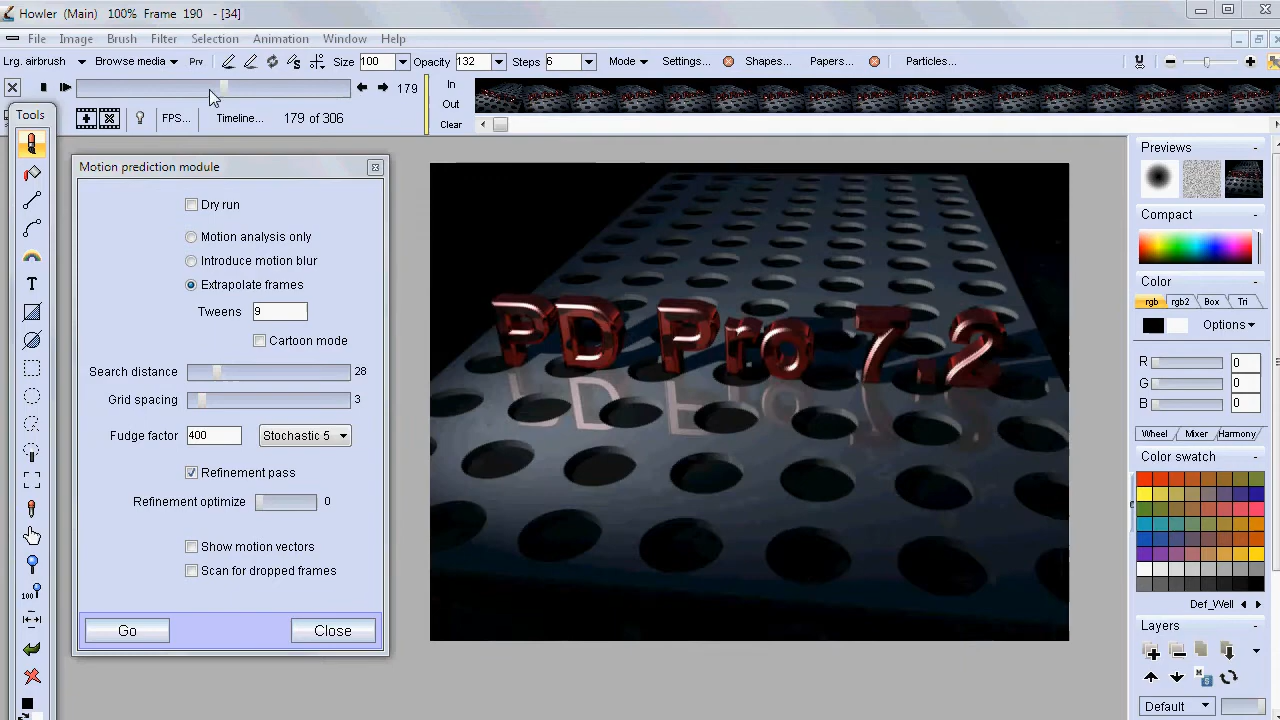 Howler (Main) 100% Frame 190 - [34]
File Image Brush Filter Selection Animation Window Help
Lrg. airbrush Browse media Prv Size 100 Opacity 132 Steps 6 Mode Settings... Shapes... Papers... Particles...
179
In
Out
Clear
FPS... Timeline... 179 of 306
Tools
Motion prediction module
Dry run
Motion analysis only
Introduce motion blur
Extrapolate frames
Tweens 9
Cartoon mode
Search distance 28
Grid spacing 3
Fudge factor 400 Stochastic 5
Refinement pass
Refinement optimize 0
Show motion vectors
Scan for dropped frames
Go Close
PD Pro 7.2
Previews
Compact
Color
rgb rgb2 Box Tri
Options
R 0
G 0
B 0
Wheel Mixer Harmony
Color swatch
Def_Well
Layers
Default